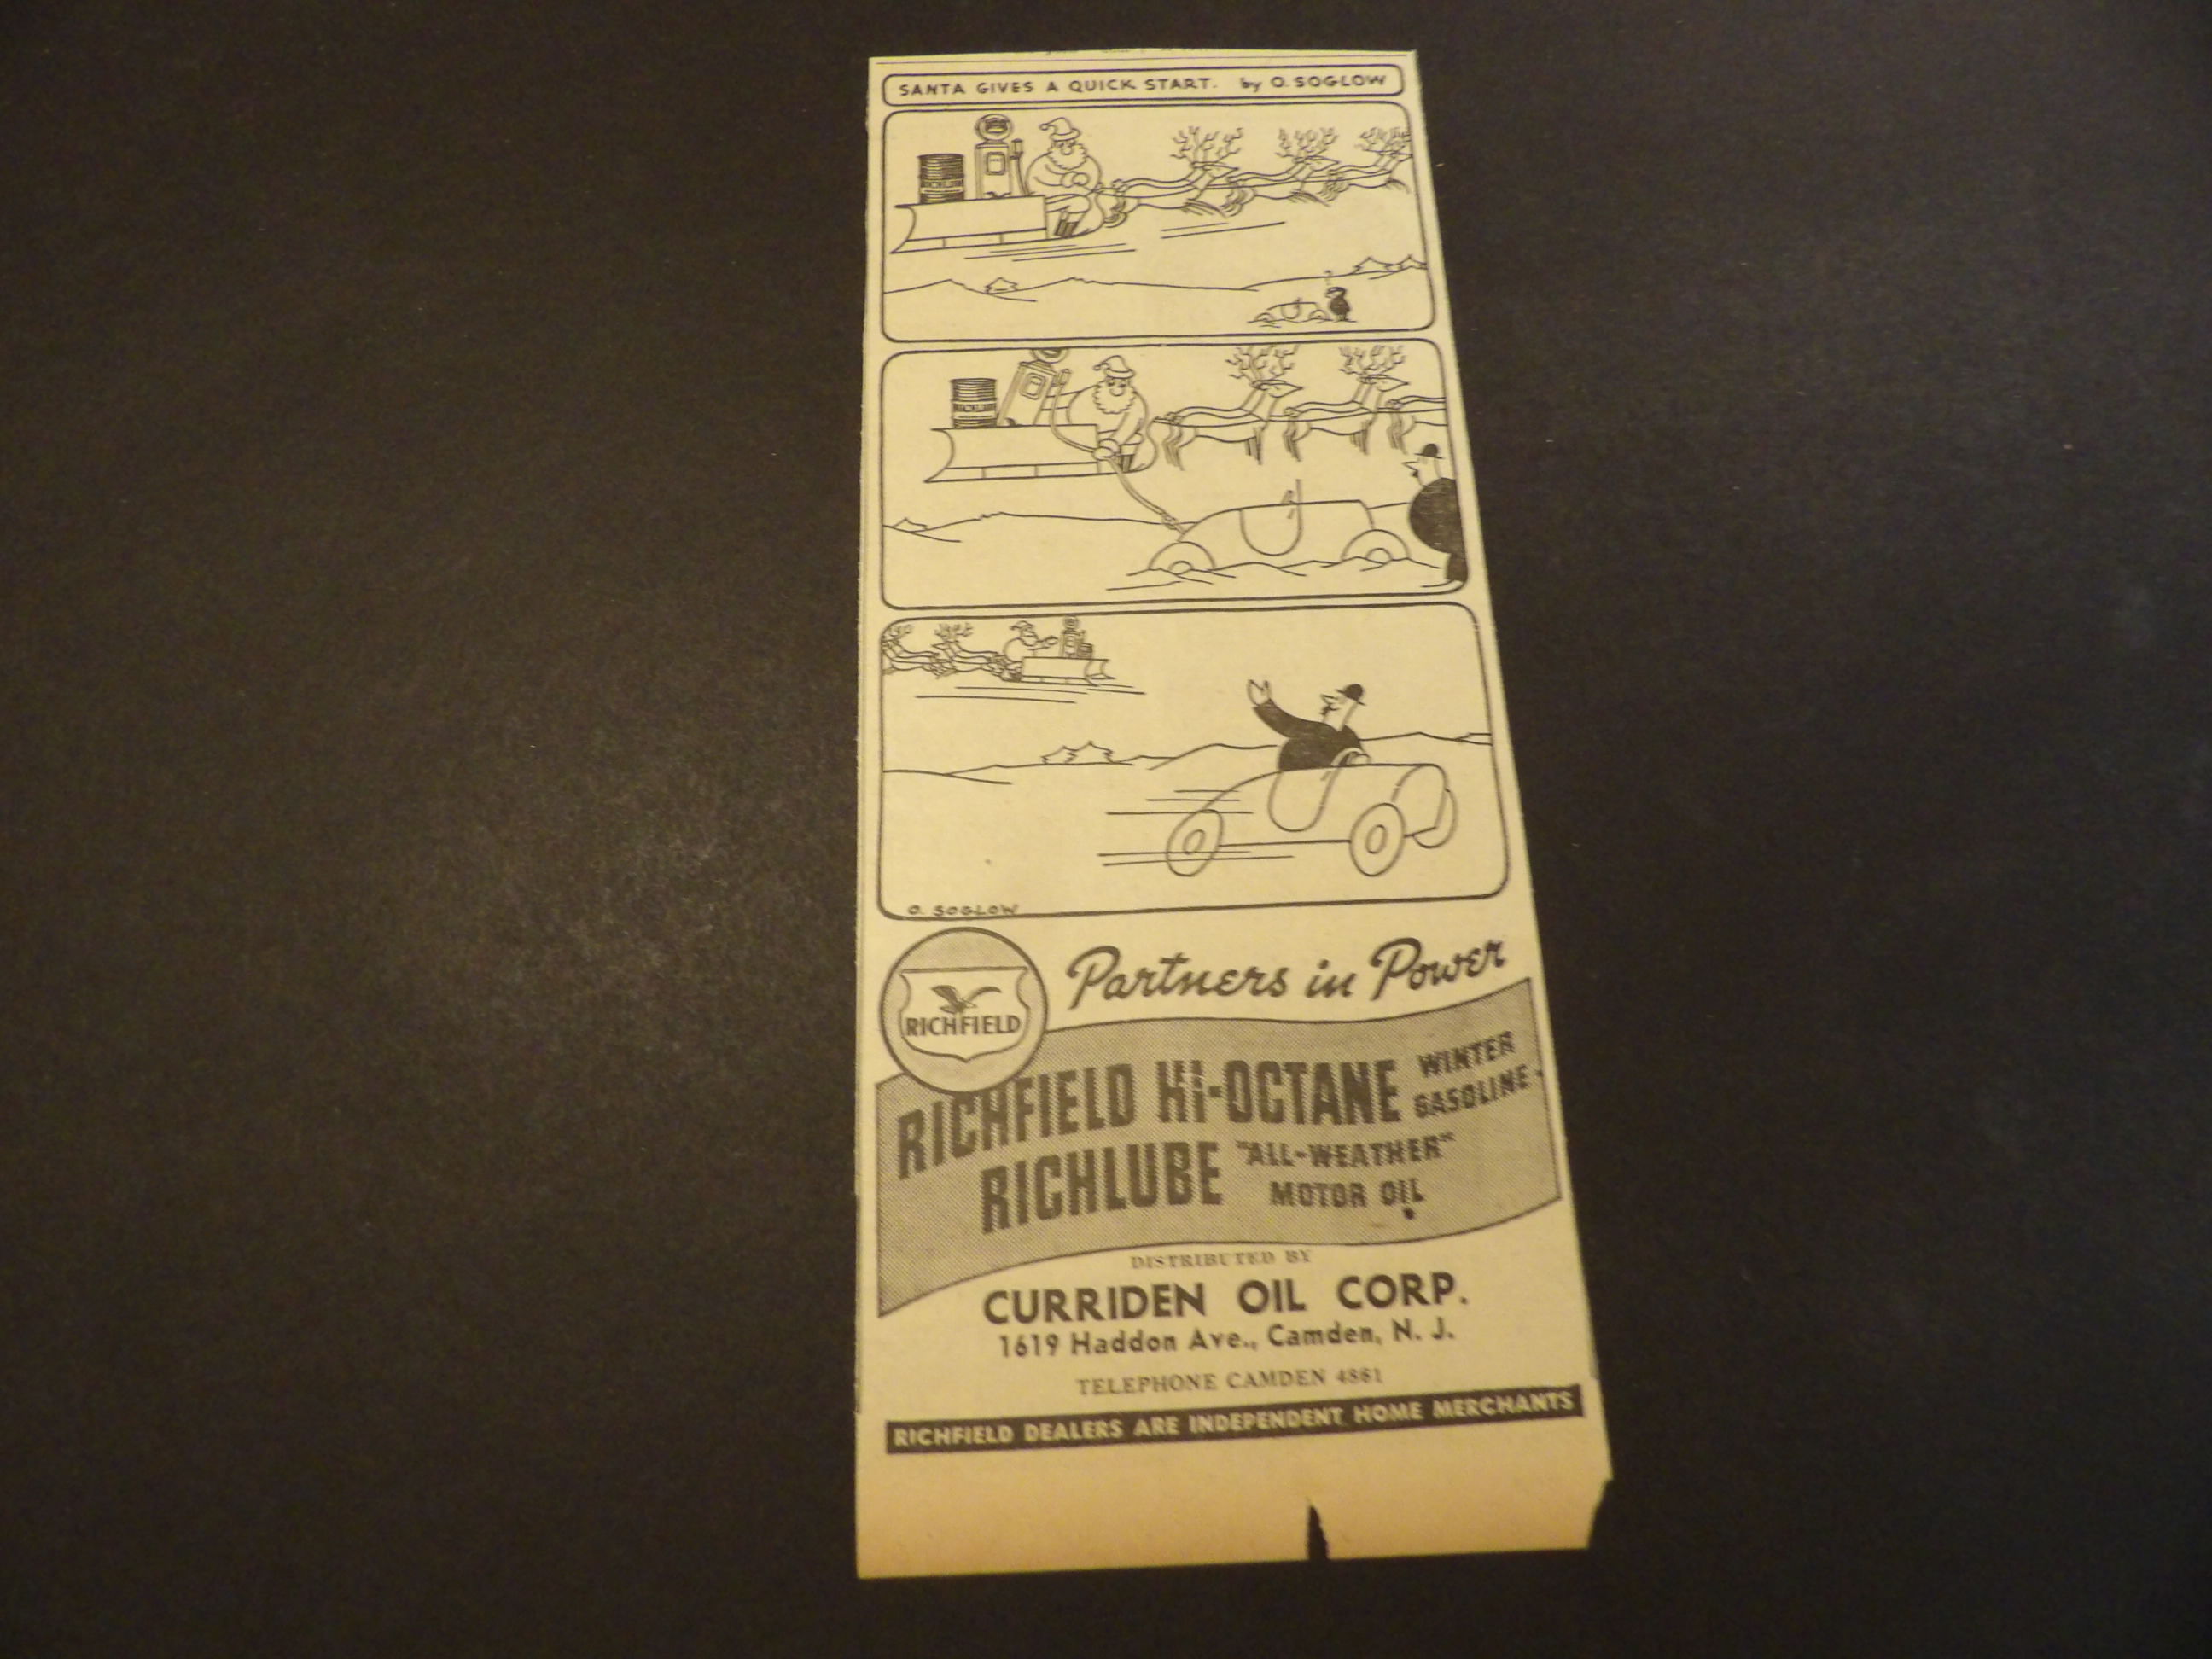 SANTA GIVES A QUICK START. by O. SOGLOW
RICHLUBE
RICHLUBE
O. SOGLOW
RICHFIELD
Partners in Power
RICHFIELD Hi-OCTANE WINTER GASOLINE
RICHLUBE "ALL-WEATHER" MOTOR OIL
DISTRIBUTED BY
CURRIDEN OIL CORP.
1619 Haddon Ave., Camden, N. J.
TELEPHONE CAMDEN 4861
RICHFIELD DEALERS ARE INDEPENDENT HOME MERCHANTS